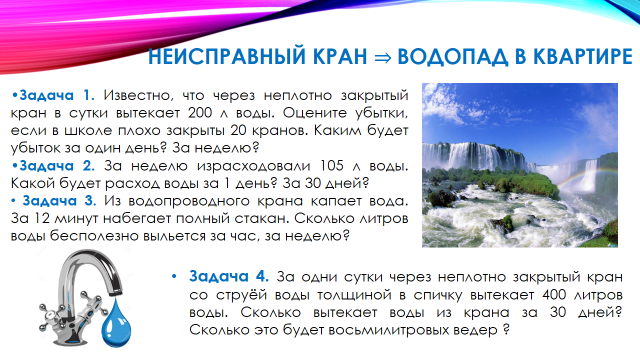 НЕИСПРАВНЫЙ КРАН ⇒ ВОДОПАД В КВАРТИРЕ
•Задача 1. Известно, что через неплотно закрытый
кран в сутки вытекает 200 л воды. Оцените убытки,
если в школе плохо закрыты 20 кранов. Каким будет
убыток за один день? За неделю?
•Задача 2. За неделю израсходовали 105 л воды.
Какой будет расход воды за 1 день? За 30 дней?
• Задача 3. Из водопроводного крана капает вода.
За 12 минут набегает полный стакан. Сколько литров
воды бесполезно выльется за час, за неделю?
• Задача 4. За одни сутки через неплотно закрытый кран
со струёй воды толщиной в спичку вытекает 400 литров
воды. Сколько вытекает воды из крана за 30 дней?
Сколько это будет восьмилитровых ведер ?